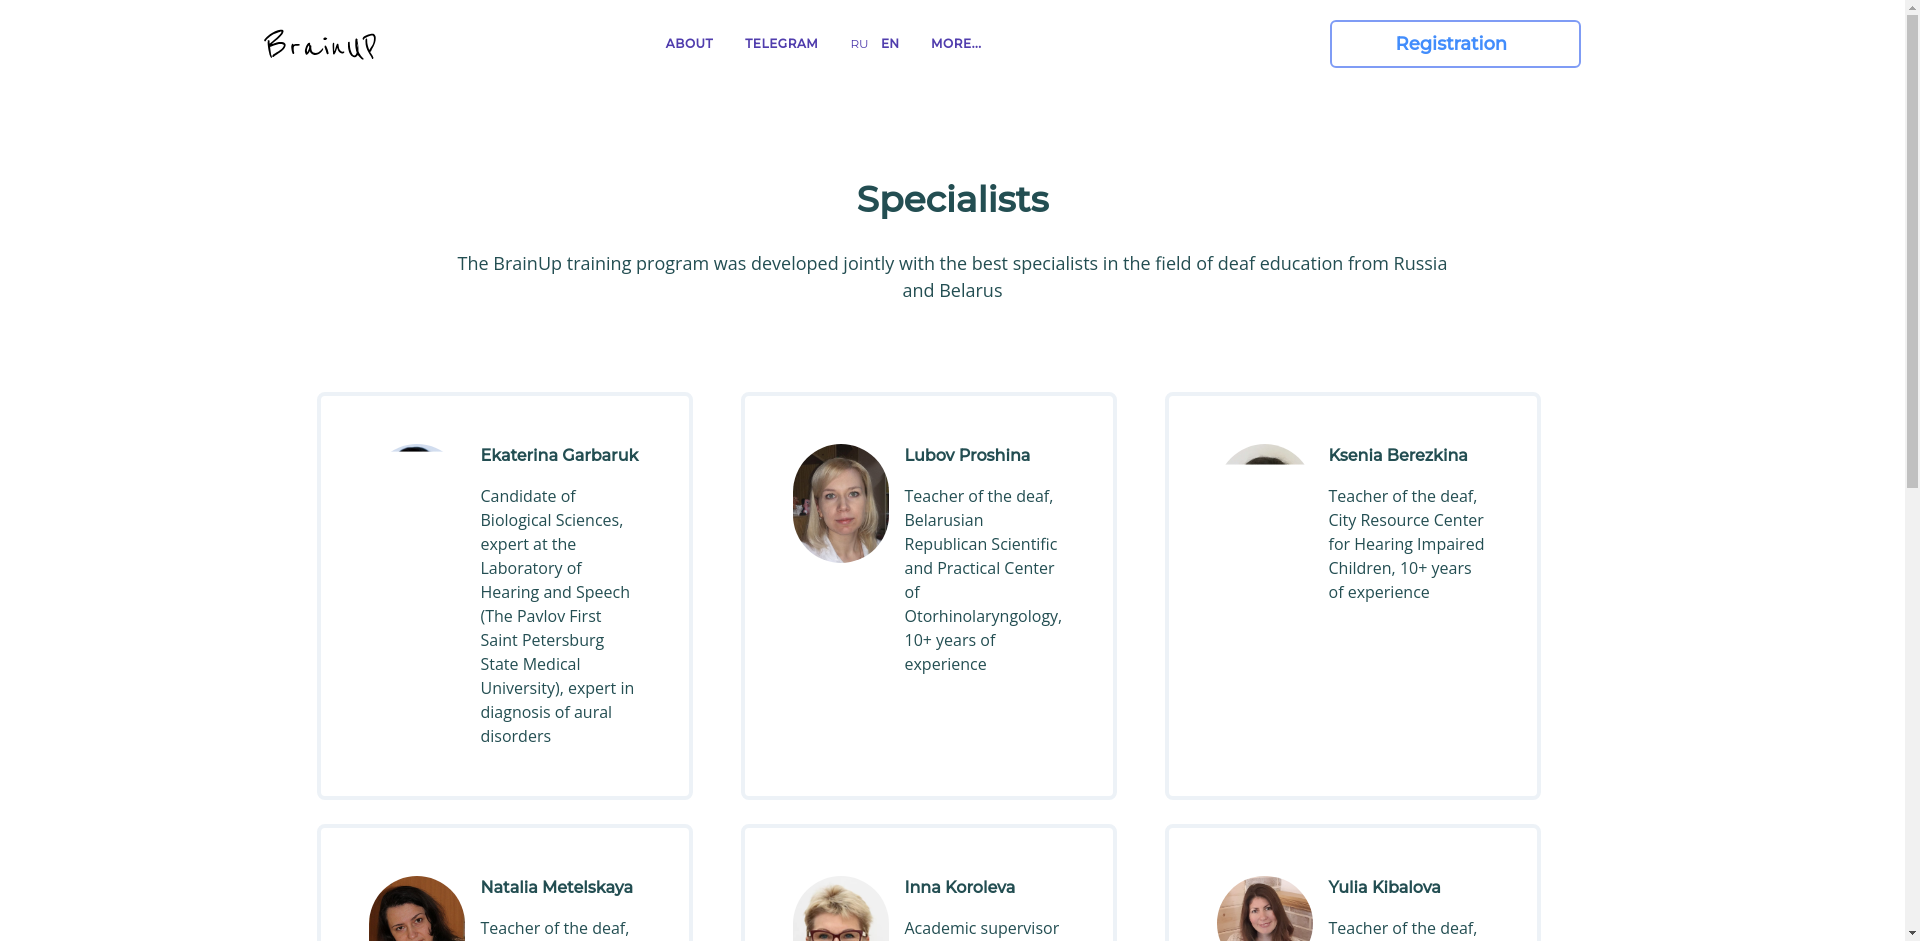 BrainUP
ABOUT
TELEGRAM
RU
EN
MORE...
Registration
Specialists
The BrainUp training program was developed jointly with the best specialists in the field of deaf education from Russia
and Belarus
Ekaterina Garbaruk
Candidate of
Biological Sciences,
expert at the
Laboratory of
Hearing and Speech
(The Pavlov First
Saint Petersburg
State Medical
University), expert in
diagnosis of aural
disorders
Lubov Proshina
Teacher of the deaf,
Belarusian
Republican Scientific
and Practical Center
of
Otorhinolaryngology,
10+ years of
experience
Ksenia Berezkina
Teacher of the deaf,
City Resource Center
for Hearing Impaired
Children, 10+ years
of experience
Natalia Metelskaya
Teacher of the deaf,
Inna Koroleva
Academic supervisor
Yulia Kibalova
Teacher of the deaf,